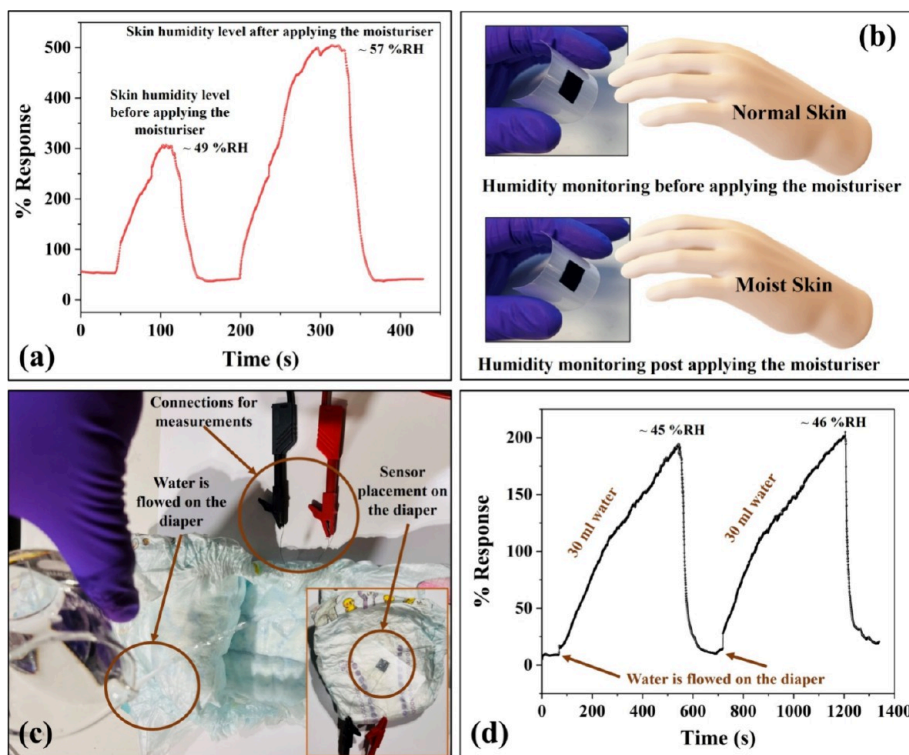 (a)
Skin humidity level after applying the moisturiser
~ 57 %RH
Skin humidity level
before applying the
moisturiser
~ 49 %RH
% Response
500
400
300
200
100
0
0 100 200 300 400
Time (s)
(b)
Normal Skin
Humidity monitoring before applying the moisturiser
Moist Skin
Humidity monitoring post applying the moisturiser
(c)
Connections for
measurements
Water is
flowed on the
diaper
Sensor
placement on
the diaper
(d)
~ 45 %RH
~ 46 %RH
30 ml water
30 ml water
Water is flowed on the diaper
% Response
200
150
100
50
0
0 200 400 600 800 1000 1200 1400
Time (s)